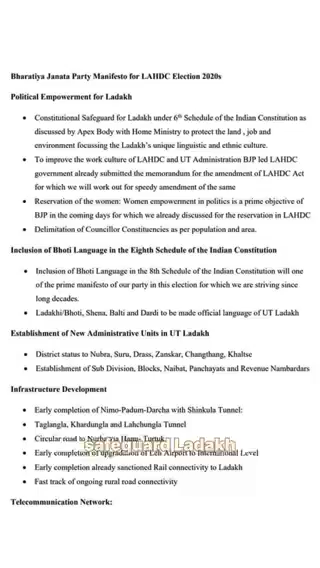 Bharatiya Janata Party Manifesto for LAHDC Election 2020s
Political Empowerment for Ladakh
• Constitutional Safeguard for Ladakh under 6th Schedule of the Indian Constitution as
discussed by Apex Body with Home Ministry to protect the land , job and
environment focussing the Ladakh's unique linguistic and ethnic culture.
• To improve the work culture of LAHDC and UT Administration BJP led LAHDC
government already submitted the memorandum for the amendment of LAHDC Act
for which we will work out for speedy amendment of the same
• Reservation of the women: Women empowerment in politics is a prime objective of
BJP in the coming days for which we already discussed for the reservation in LAHDC
• Delimitation of Councillor Constituencies as per population and area.
Inclusion of Bhoti Language in the Eighth Schedule of the Indian Constitution
• Inclusion of Bhoti Language in the 8th Schedule of the Indian Constitution will one
of the prime manifesto of our party in this election for which we are striving since
long decades.
• Ladakhi/Bhoti, Shena, Balti and Dardi to be made official language of UT Ladakh
Establishment of New Administrative Units in UT Ladakh
• District status to Nubra, Suru, Drass, Zanskar, Changthang, Khaltse
• Establishment of Sub Division, Blocks, Naibat, Panchayats and Revenue Nambardars
Infrastructure Development
• Early completion of Nimo-Padum-Darcha with Shinkula Tunnel:
• Taglangla, Khardungla and Lahchungla Tunnel
• Circular road to Nurba via Hanu-Turtuk
safeguard Ladakh
• Early completion of upgradition of Leh Airport to International Level
• Early completion already sanctioned Rail connectivity to Ladakh
• Fast track of ongoing rural road connectivity
Telecommunication Network: